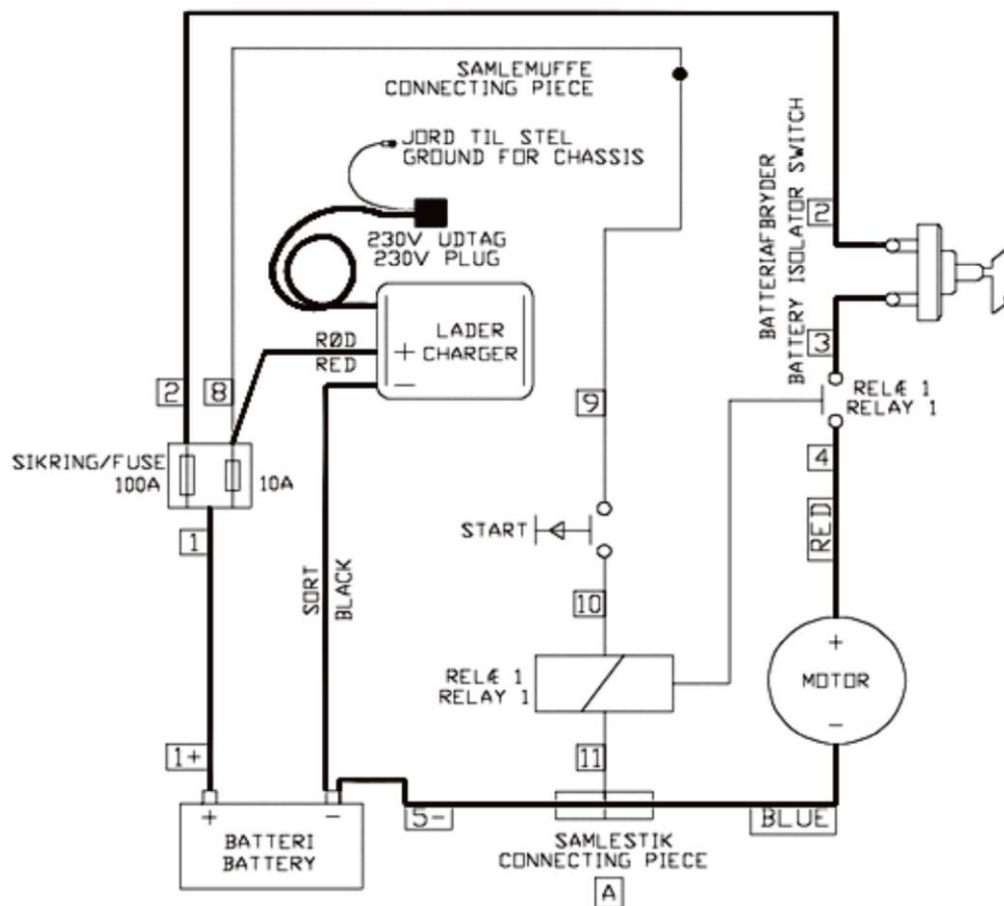 SAMLEMUFFE
CONNECTING PIECE
JORD TIL STEL
GROUND FOR CHASSIS
230V UDTAG
230V PLUG
LADER
CHARGER
+
−
RØD
RED
BATTERIAFBRYDER
BATTERY ISOLATOR SWITCH
2
3
RELÆ 1
RELAY 1
2
8
9
4
SIKRING/FUSE
100A
10A
START
RED
1
SORT
BLACK
10
+
MOTOR
−
RELÆ 1
RELAY 1
1+
11
+
−
5-
BLUE
BATTERI
BATTERY
SAMLESTIK
CONNECTING PIECE
A